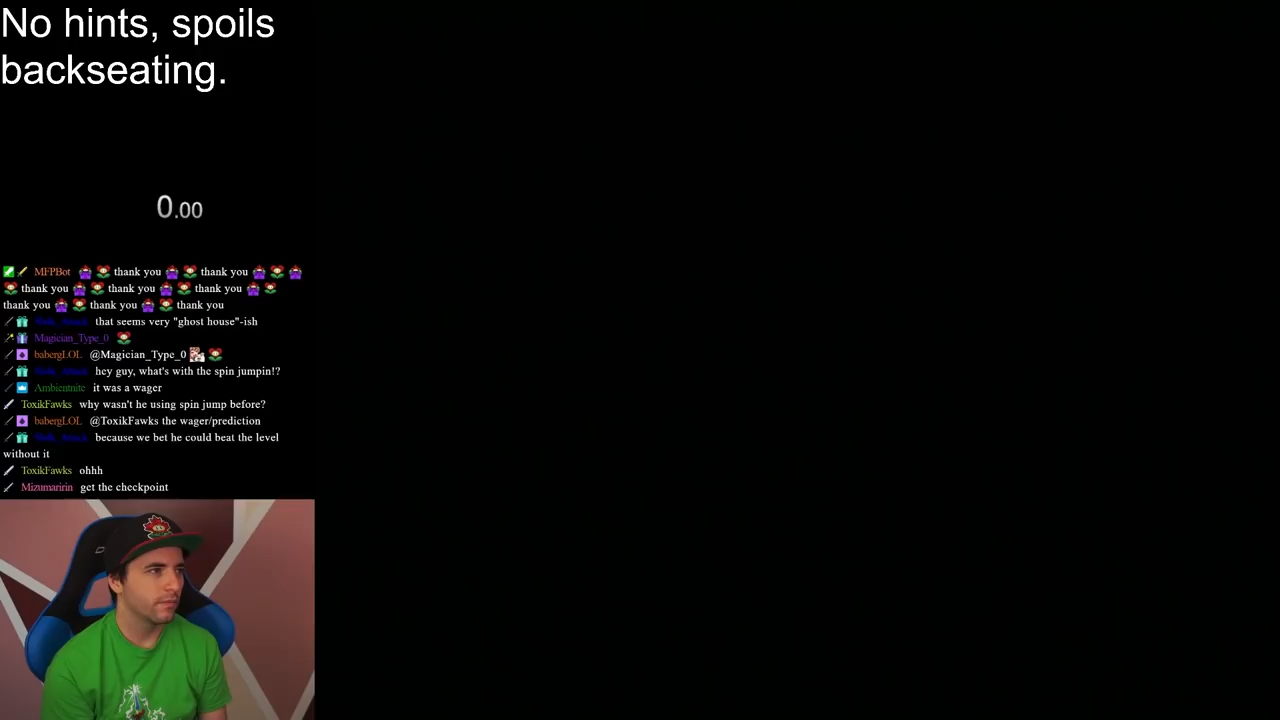 No hints, spoils
backseating.
0.00
MFPBot thank you thank you
thank you thank you thank you
thank you thank you thank you
that seems very "ghost house"-ish
Magician_Type_0
babergLOL @Magician_Type_0
hey guy, what's with the spin jumpin!?
Ambientnite it was a wager
ToxikFawks why wasn't he using spin jump before?
babergLOL @ToxikFawks the wager/prediction
because we bet he could beat the level
without it
ToxikFawks ohhh
Mizumaririn get the checkpoint